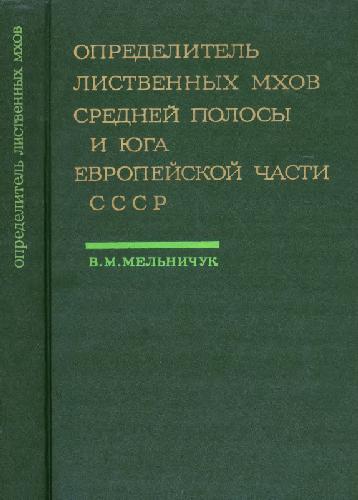 определитель лиственных мхов
ОПРЕДЕЛИТЕЛЬ
ЛИСТВЕННЫХ МХОВ
СРЕДНЕЙ ПОЛОСЫ
И ЮГА
ЕВРОПЕЙСКОЙ ЧАСТИ
СССР
В.М.МЕЛЬНИЧУК